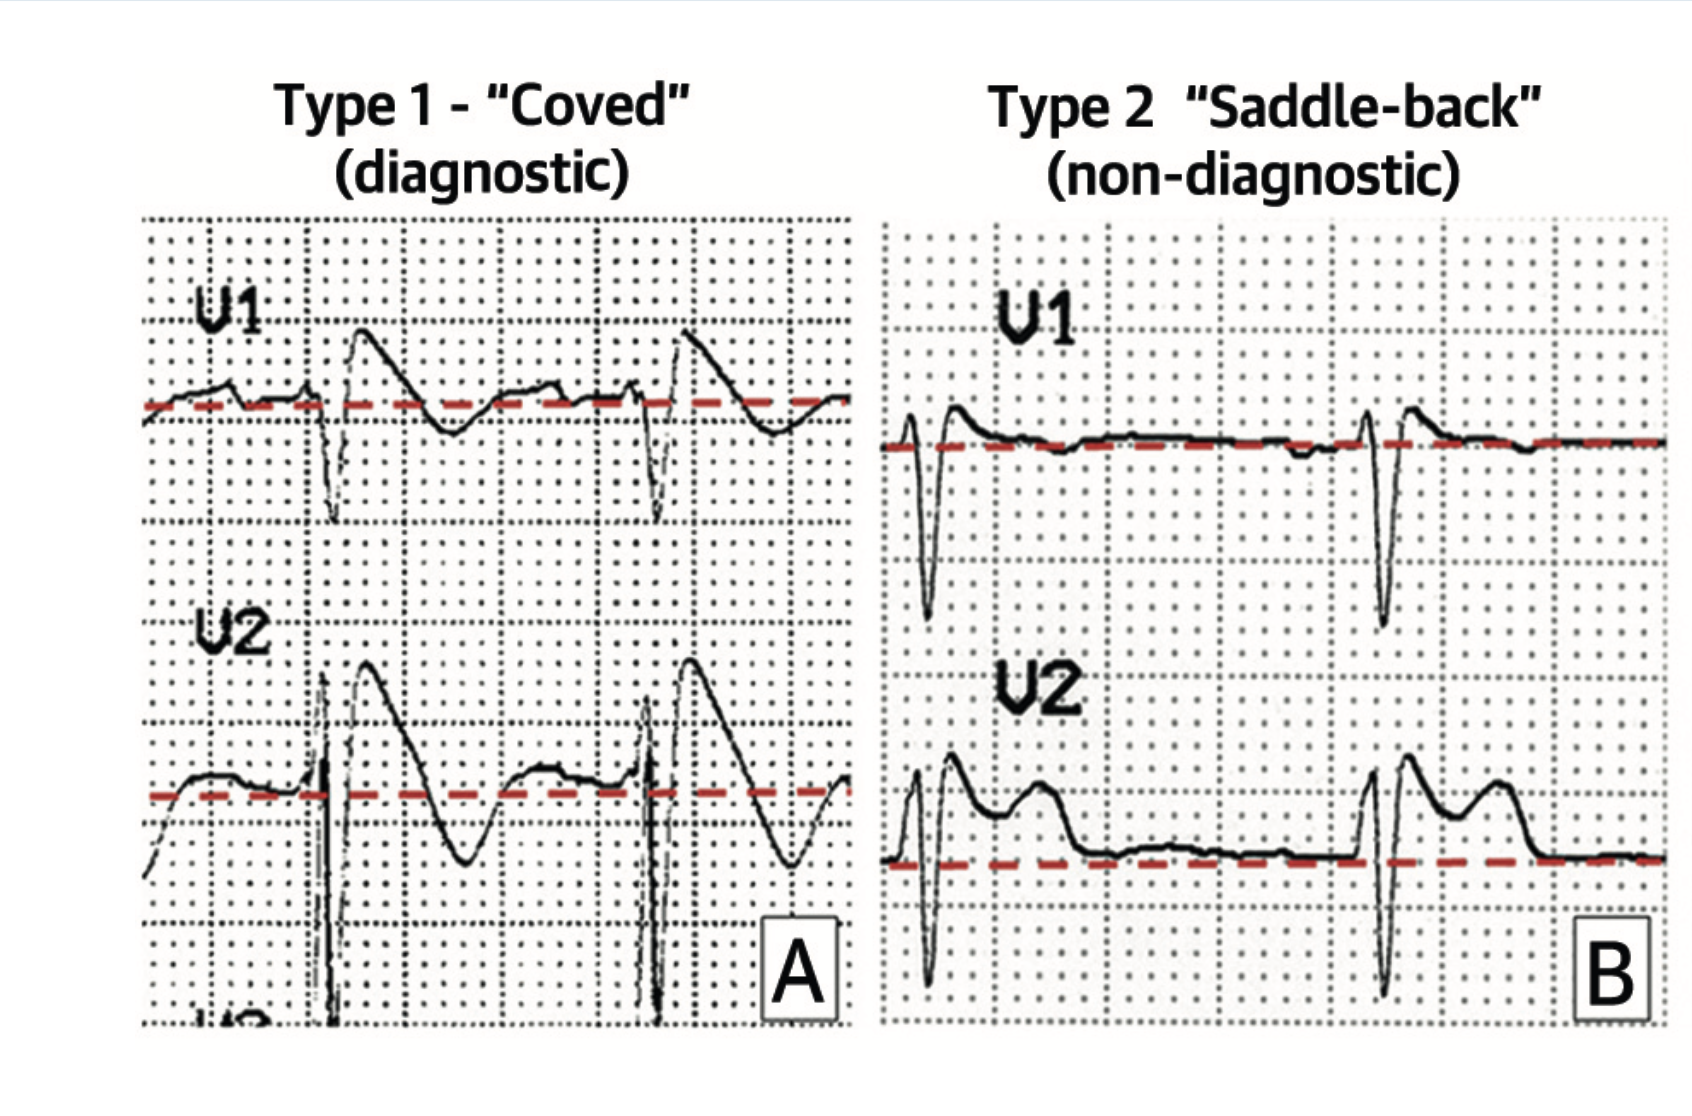 Type 1 - “Coved”
(diagnostic)
V1
V2
A
Type 2 “Saddle-back”
(non-diagnostic)
V1
V2
B